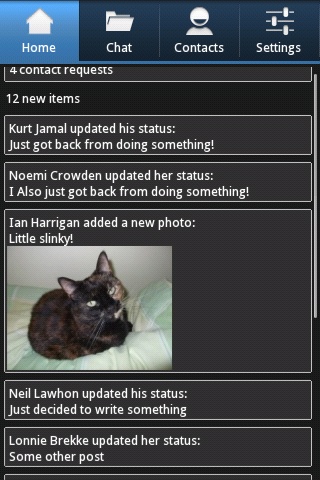 Home
Chat
Contacts
Settings
4 contact requests
12 new items
Kurt Jamal updated his status:
Just got back from doing something!
Noemi Crowden updated her status:
I Also just got back from doing something!
Ian Harrigan added a new photo:
Little slinky!
Neil Lawhon updated his status:
Just decided to write something
Lonnie Brekke updated her status:
Some other post